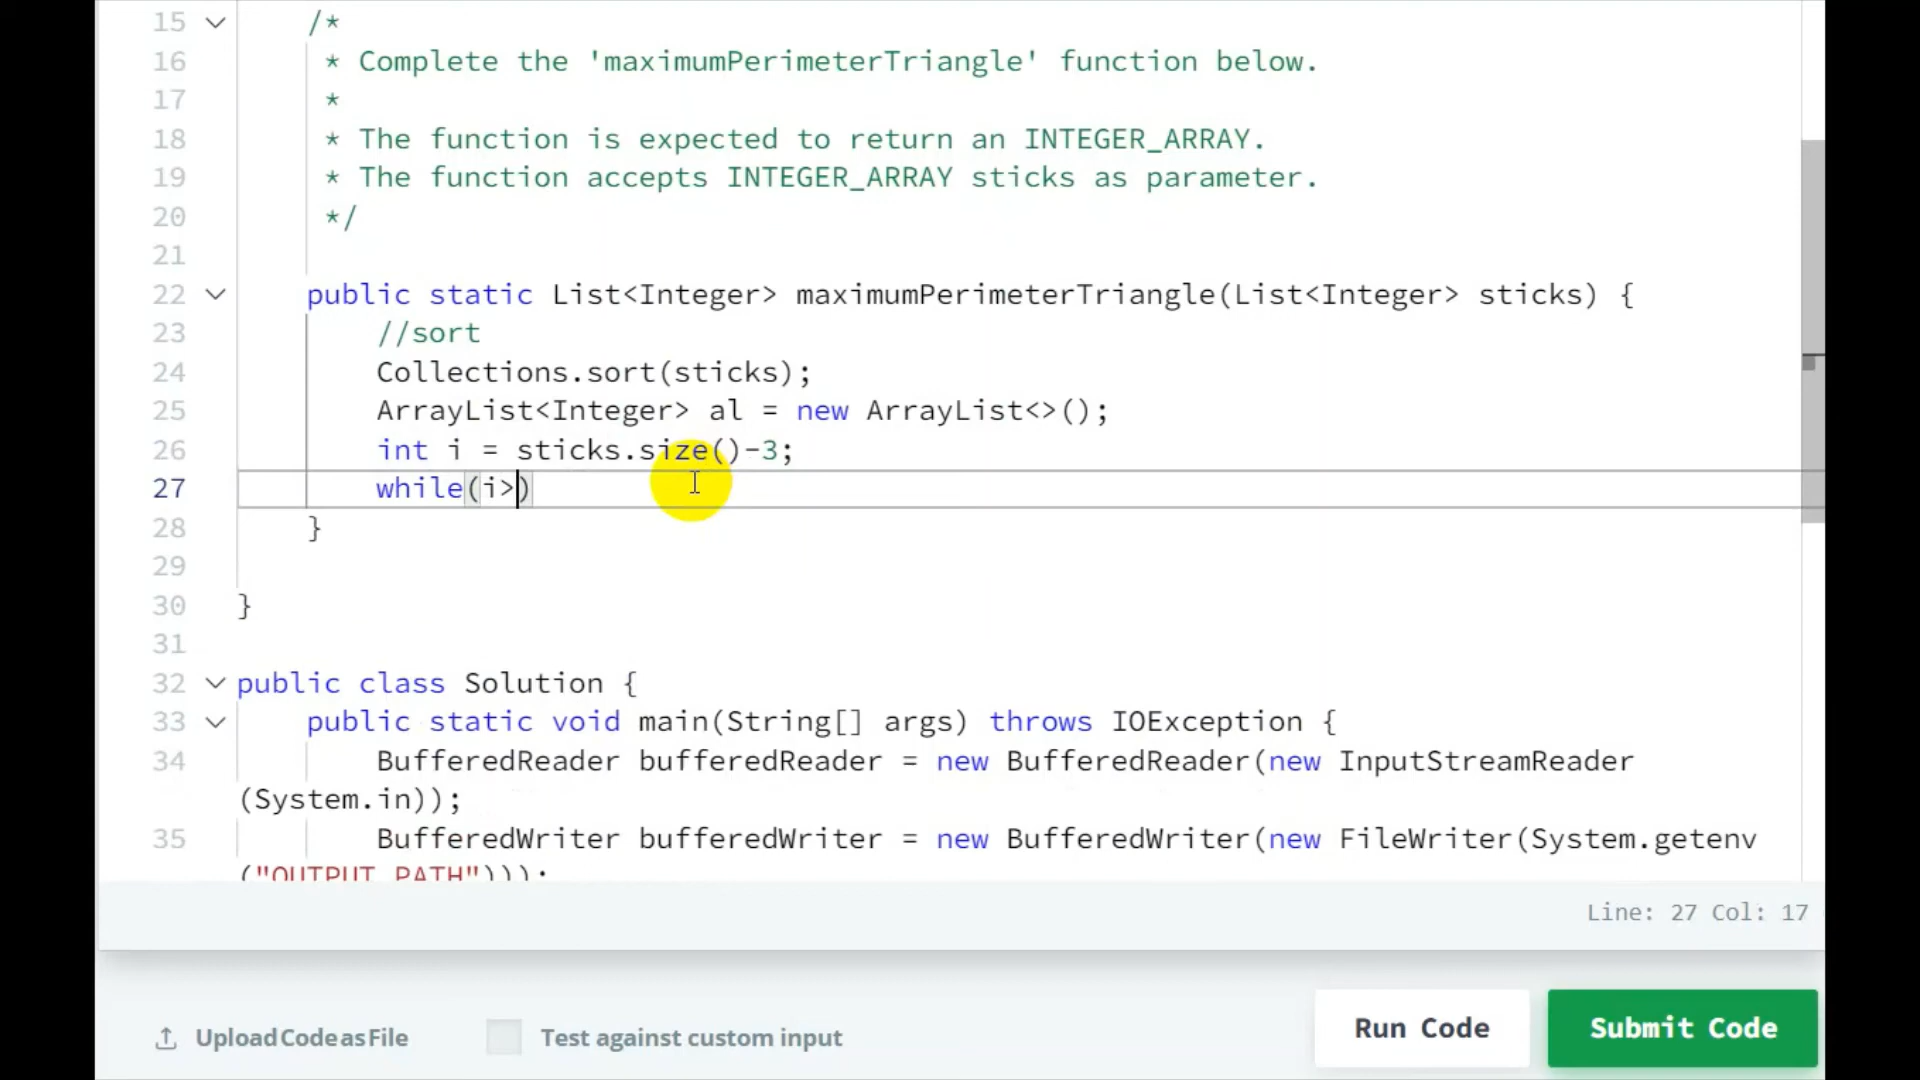 15 /*
16 * Complete the 'maximumPerimeterTriangle' function below.
17 *
18 * The function is expected to return an INTEGER_ARRAY.
19 * The function accepts INTEGER_ARRAY sticks as parameter.
20 */
21
22 public static List<Integer> maximumPerimeterTriangle(List<Integer> sticks) {
23 //sort
24 Collections.sort(sticks);
25 ArrayList<Integer> al = new ArrayList<>();
26 int i = sticks.size()-3;
27 while(i>)
28 }
29
30 }
31
32 public class Solution {
33 public static void main(String[] args) throws IOException {
34 BufferedReader bufferedReader = new BufferedReader(new InputStreamReader
(System.in));
35 BufferedWriter bufferedWriter = new BufferedWriter(new FileWriter(System.getenv
("OUTPUT_PATH")));
Line: 27 Col: 17
Upload Code as File
Test against custom input
Run Code
Submit Code